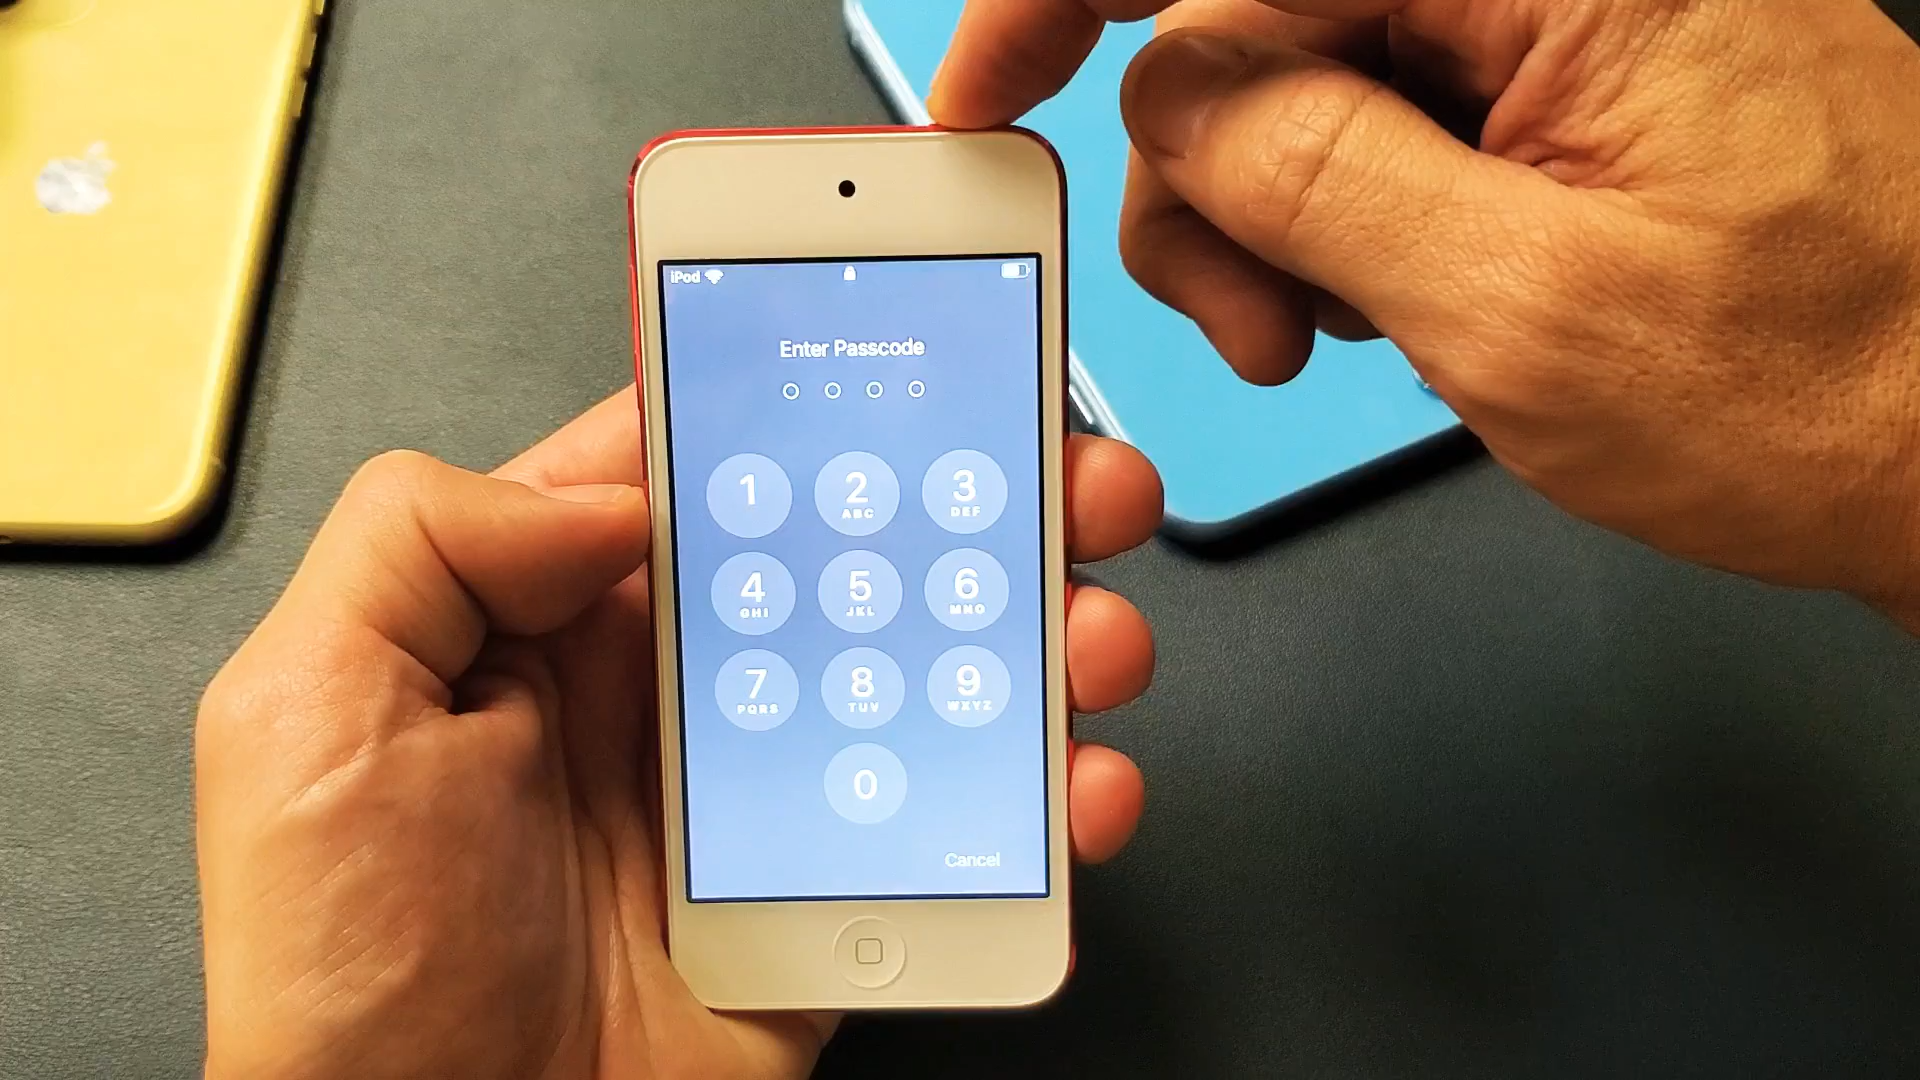 iPod
Enter Passcode
1 2 3
ABC DEF
4 5 6
GHI JKL MNO
7 8 9
PQRS TUV WXYZ
0
Cancel